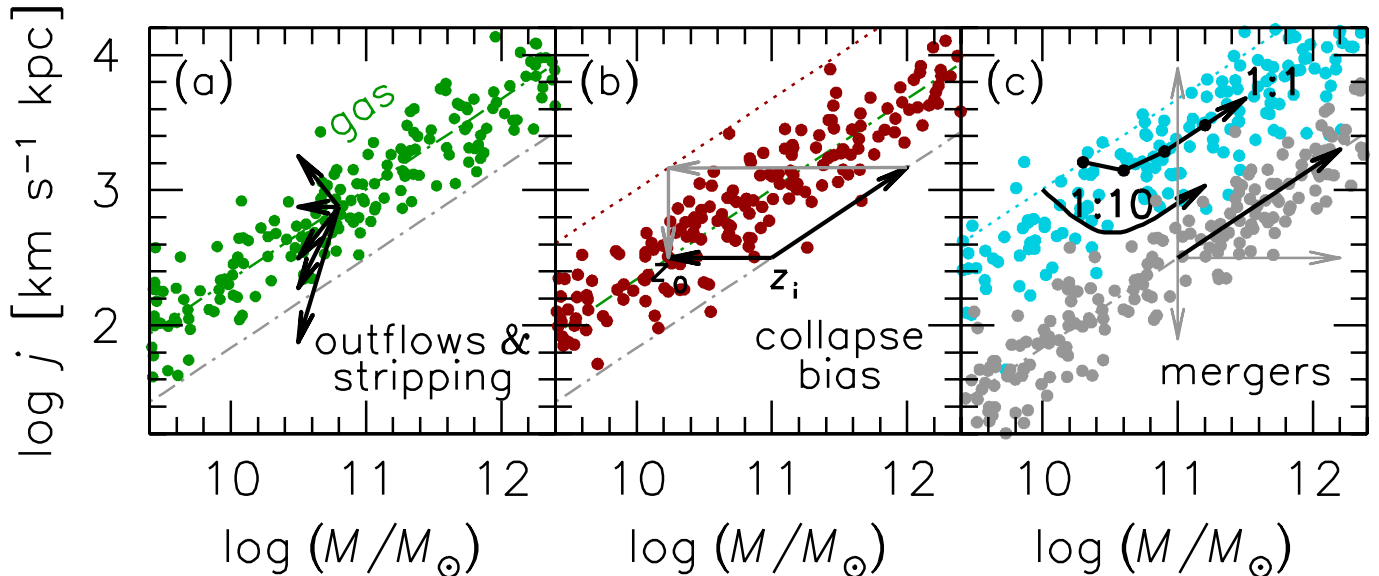 log j [km s⁻¹ kpc]
4
3
2
(a)
gas
outflows &
stripping
(b)
z₀
zᵢ
collapse
bias
(c)
1:1
1:10
mergers
10 11 12
10 11 12
10 11 12
log (M/M⊙)
log (M/M⊙)
log (M/M⊙)